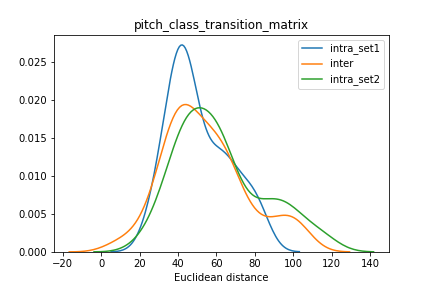 pitch_class_transition_matrix
0.025
0.020
0.015
0.010
0.005
0.000
intra_set1
inter
intra_set2
−20 0 20 40 60 80 100 120 140
Euclidean distance